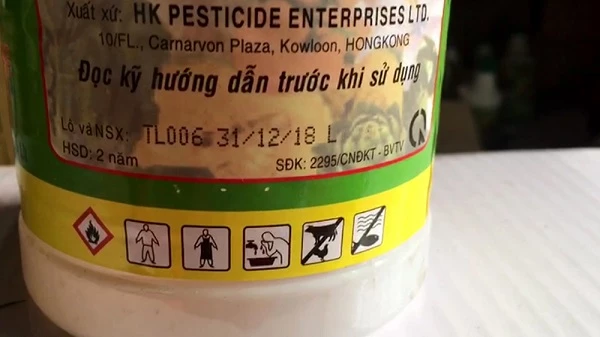 Xuất xứ: HK PESTICIDE ENTERPRISES LTD.
10/FL., Carnarvon Plaza, Kowloon, HONGKONG
Đọc kỹ hướng dẫn trước khi sử dụng
Lô và NSX: TL006 31/12/18 L
HSD: 2 năm
SĐK: 2295/CNĐKT - BVTV